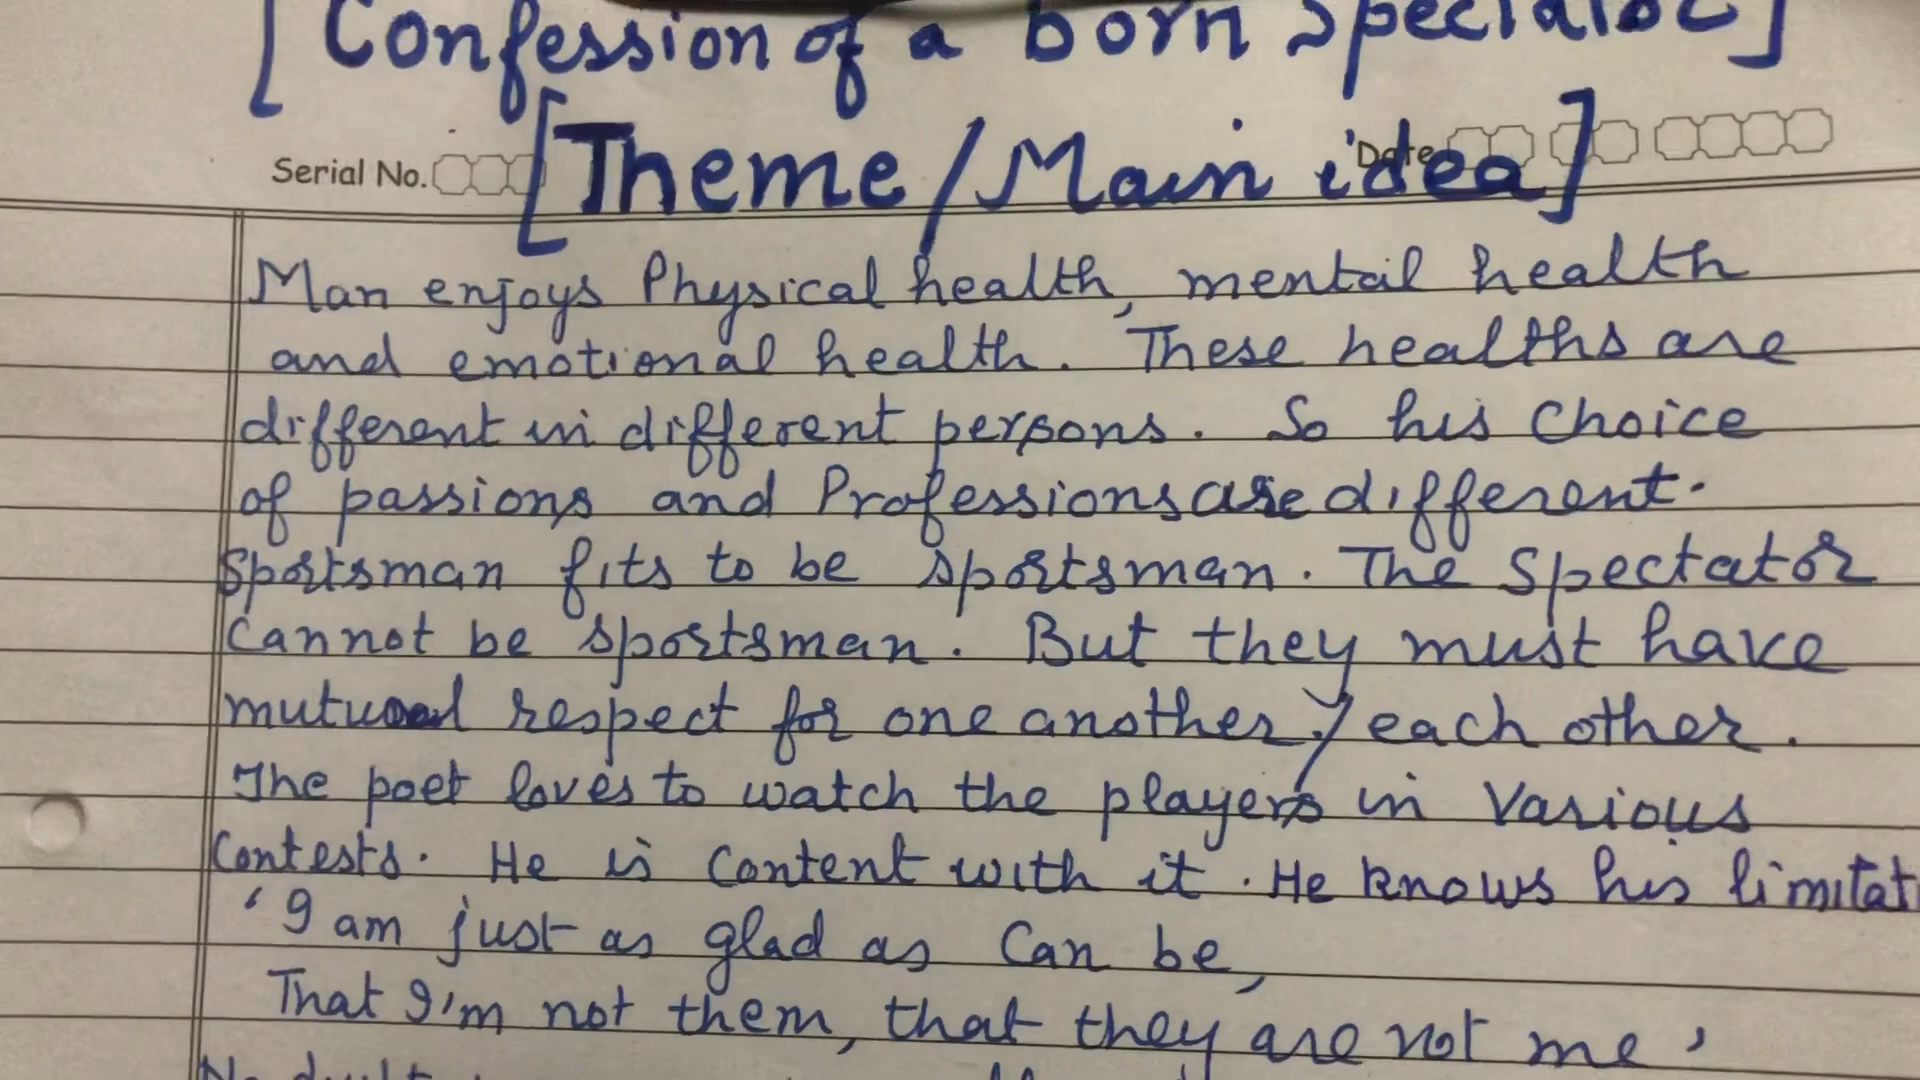 [Confession of a born Specialst]
Serial No. [Theme/Main idea] Date
Man enjoys Physical health, mental health
and emotional health. These healths are
different in different persons. So his Choice
of passions and Professions are different.
Sportsman fits to be sportsman. The Spectator
Cannot be sportsman. But they must have
mutual respect for one another / each other.
The poet loves to watch the players in Various
Contests. He is Content with it. He knows his limitat
'I am just as glad as Can be,
That I'm not them, that they are not me'
No doubt